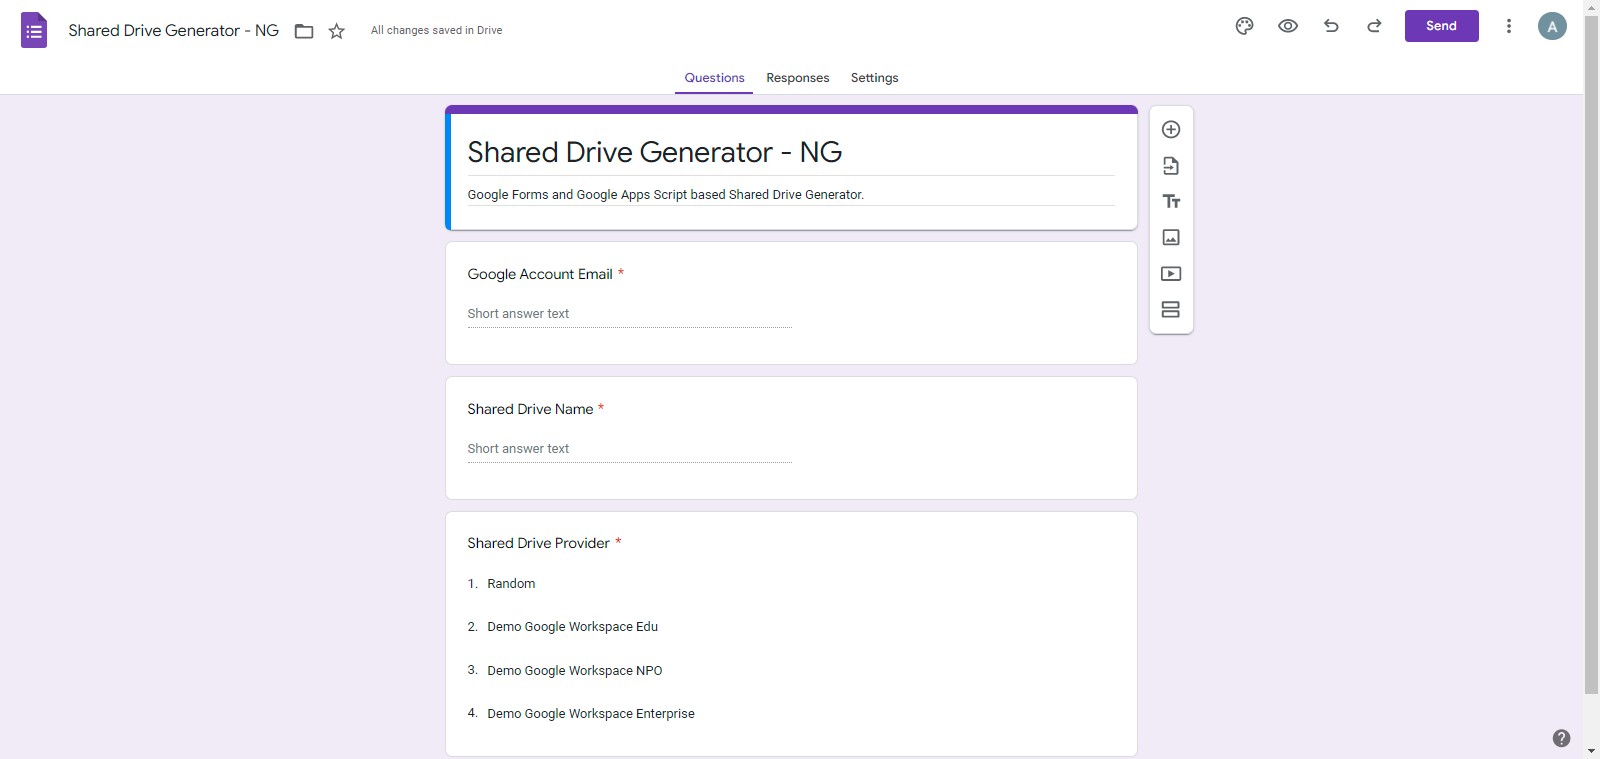 Shared Drive Generator - NG
All changes saved in Drive
Send
A
Questions
Responses
Settings
Shared Drive Generator - NG
Google Forms and Google Apps Script based Shared Drive Generator.
Tт
Google Account Email *
Short answer text
Shared Drive Name *
Short answer text
Shared Drive Provider *
1. Random
2. Demo Google Workspace Edu
3. Demo Google Workspace NPO
4. Demo Google Workspace Enterprise
?